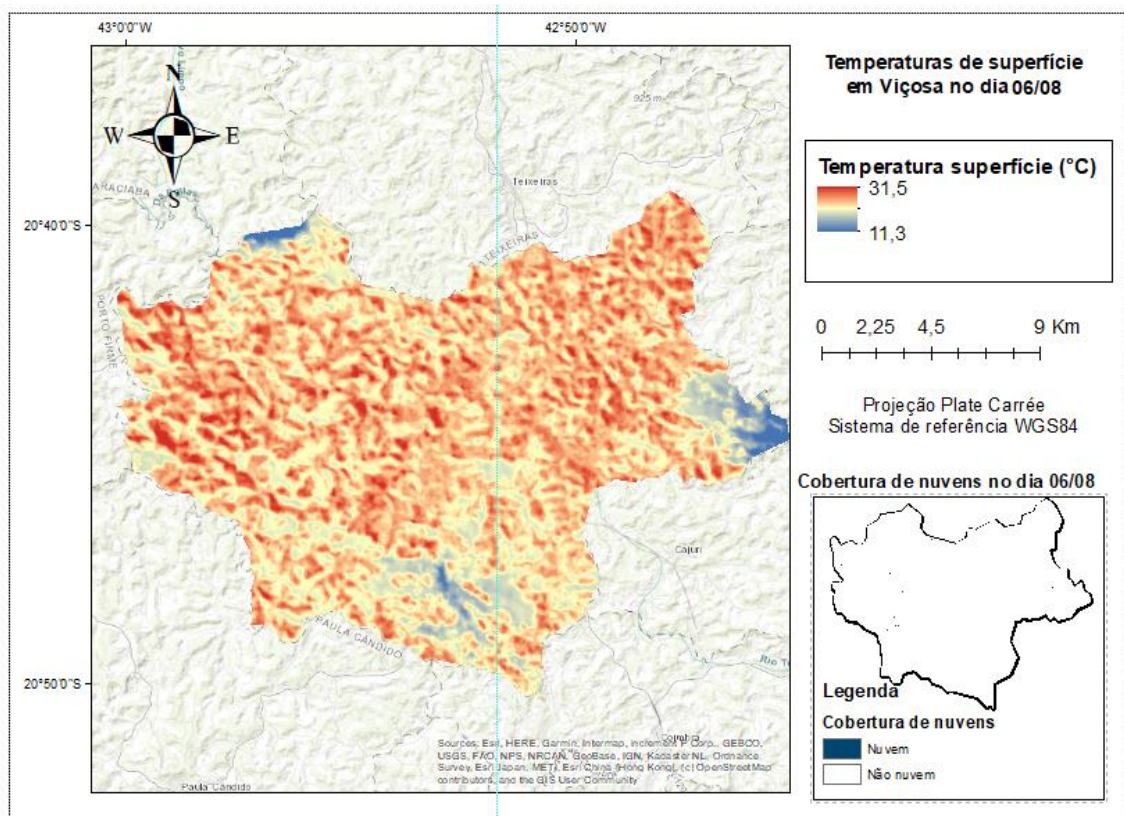 43°0'0"W
42°50'0"W
Temperaturas de superfície
em Viçosa no dia 06/08
N
W
E
S
925 m
Teixeiras
ARACIABA
TEIXEIRAS
20°40'0"S
PORTO FIRME
Temperatura superfície (°C)
31,5
11,3
0 2,25 4,5 9 Km
Projeção Plate Carrée
Sistema de referência WGS84
Cobertura de nuvens no dia 06/08
Cajuri
PAULA CÂNDIDO
20°50'0"S
Coimbra
Paula Cândido
Sources: Esri, HERE, Garmin, Intermap, increment P Corp., GEBCO,
USGS, FAO, NPS, NRCAN, GeoBase, IGN, Kadaster NL, Ordnance
Survey, Esri Japan, METI, Esri China (Hong Kong), (c) OpenStreetMap
contributors, and the GIS User Community
Legenda
Cobertura de nuvens
Nuvem
Não nuvem